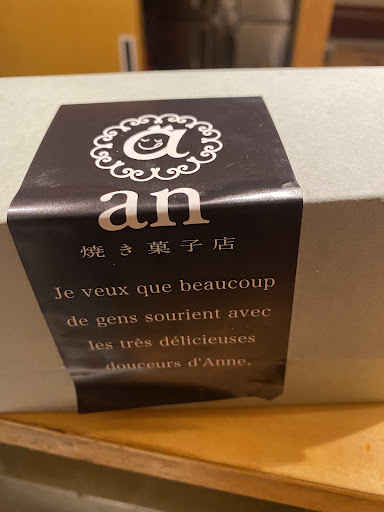 a
an
焼き菓子店
Je veux que beaucoup
de gens sourient avec
les très délicieuses
douceurs d'Anne.